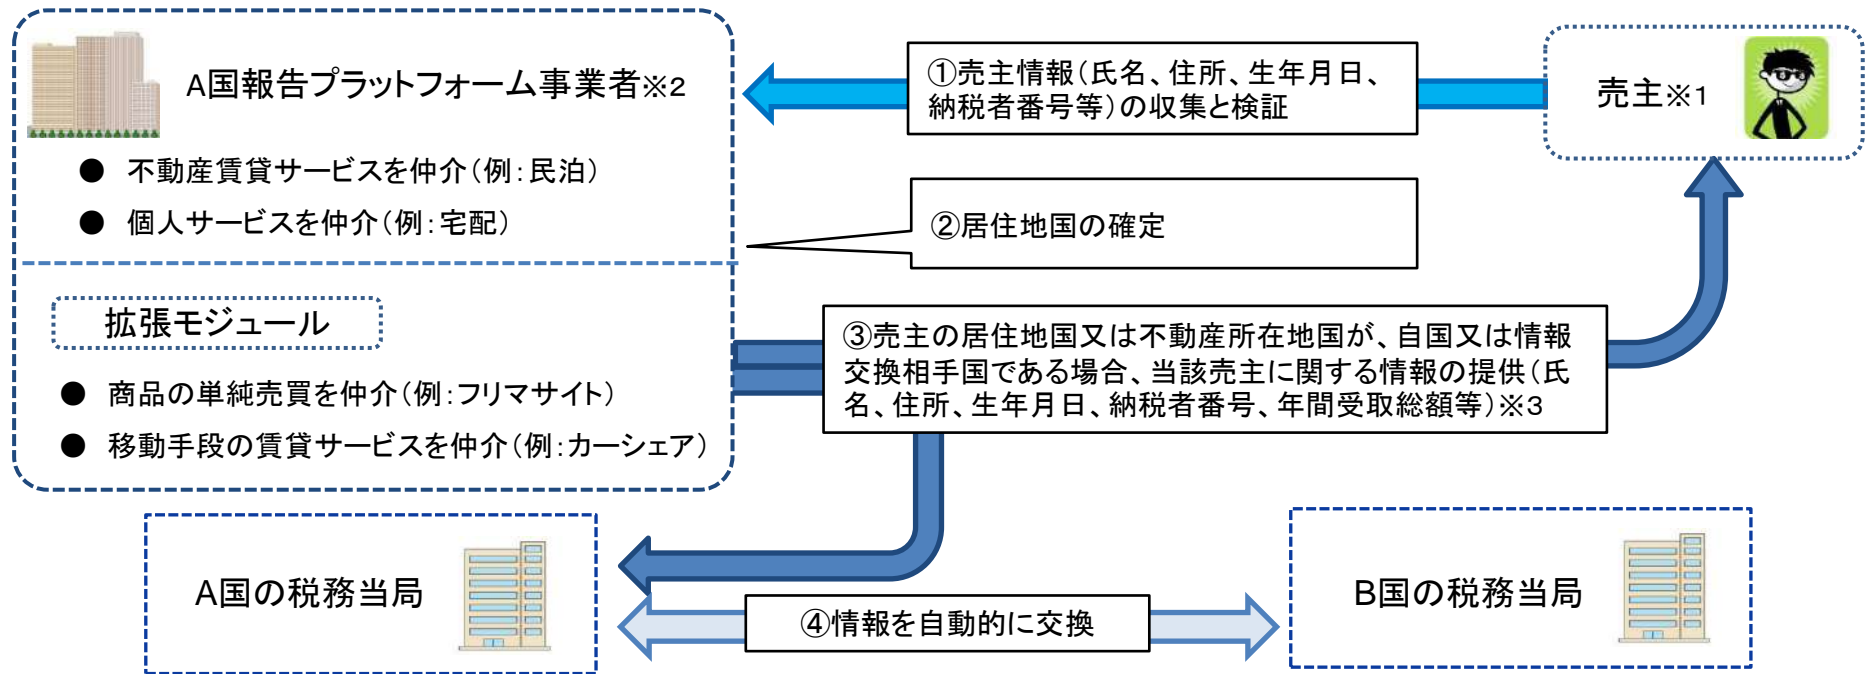 A国報告プラットフォーム事業者※2
● 不動産賃貸サービスを仲介(例:民泊)
● 個人サービスを仲介(例:宅配)
拡張モジュール
● 商品の単純売買を仲介(例:フリマサイト)
● 移動手段の賃貸サービスを仲介(例:カーシェア)
①売主情報(氏名、住所、生年月日、
納税者番号等)の収集と検証
売主※1
②居住地国の確定
③売主の居住地国又は不動産所在地国が、自国又は情報
交換相手国である場合、当該売主に関する情報の提供(氏
名、住所、生年月日、納税者番号、年間受取総額等)※3
A国の税務当局
④情報を自動的に交換
B国の税務当局